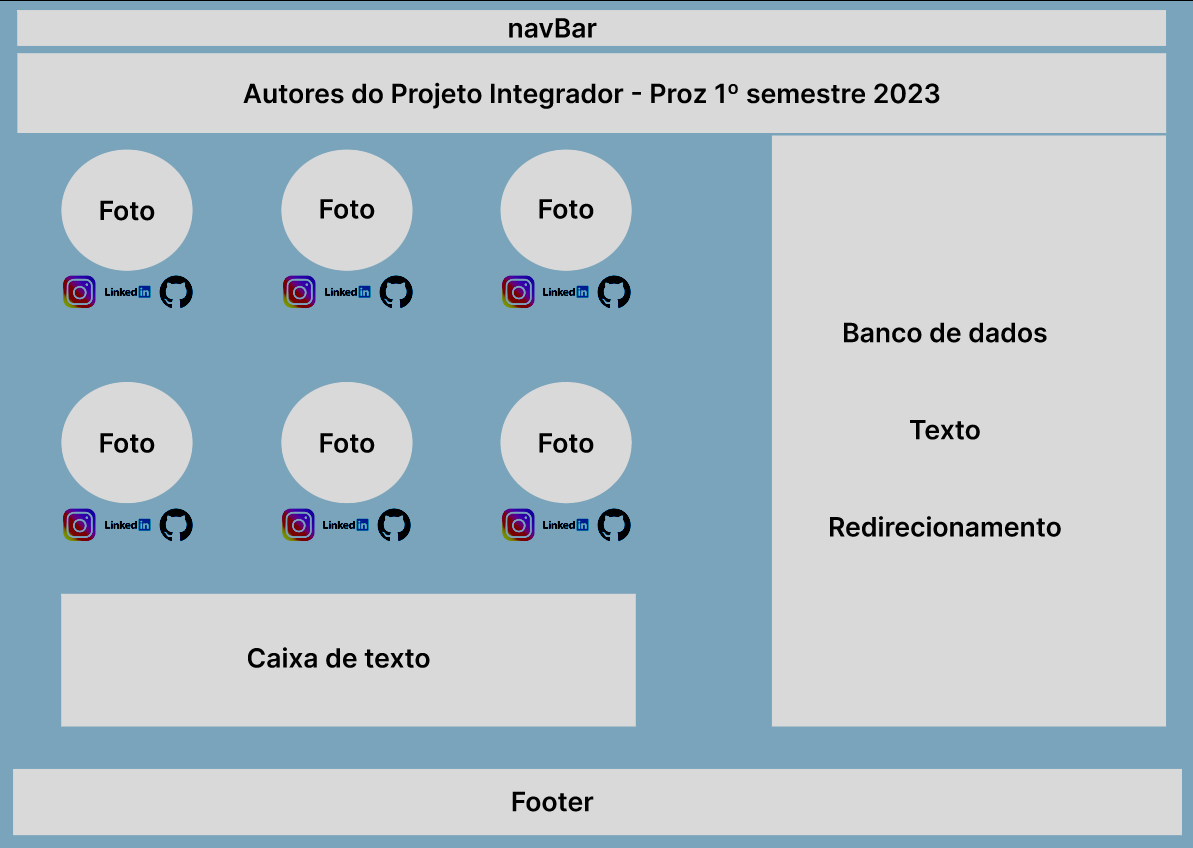 navBar
Autores do Projeto Integrador - Proz 1º semestre 2023
Foto Foto Foto
Linked in Linked in Linked in
Banco de dados
Texto
Redirecionamento
Foto Foto Foto
Linked in Linked in Linked in
Caixa de texto
Footer